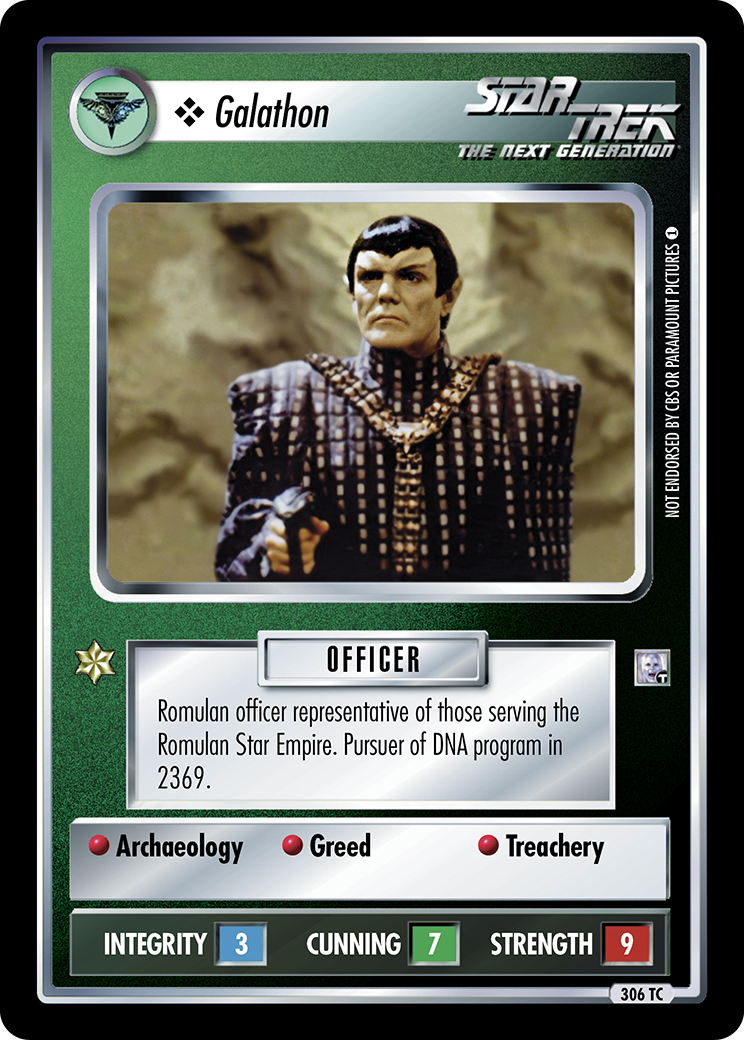 ❖ Galathon
STAR TREK
THE NEXT GENERATION
NOT ENDORSED BY CBS OR PARAMOUNT PICTURES 1
OFFICER
Romulan officer representative of those serving the
Romulan Star Empire. Pursuer of DNA program in
2369.
T
Archaeology Greed Treachery
INTEGRITY 3 CUNNING 7 STRENGTH 9
306 TC